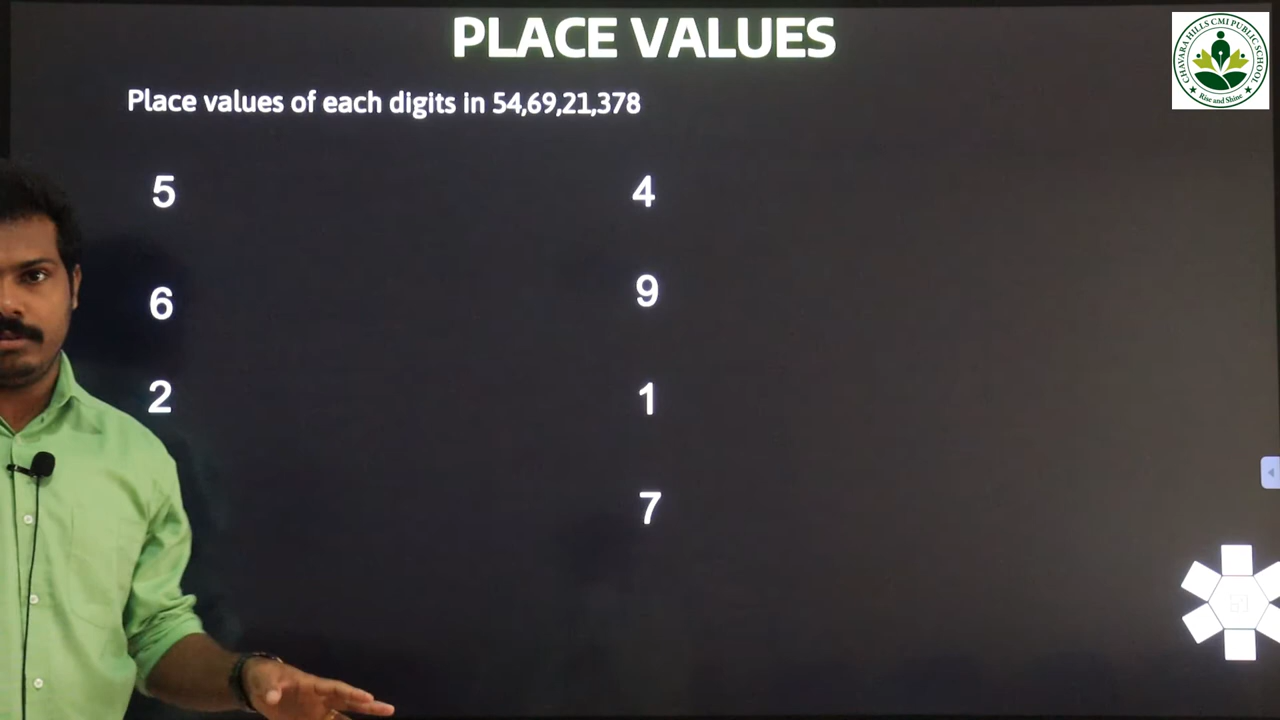 PLACE VALUES
Place values of each digits in 54,69,21,378
5 4
6 9
2 1
7
CHAVARA HILLS CMI PUBLIC SCHOOL
Rise and Shine